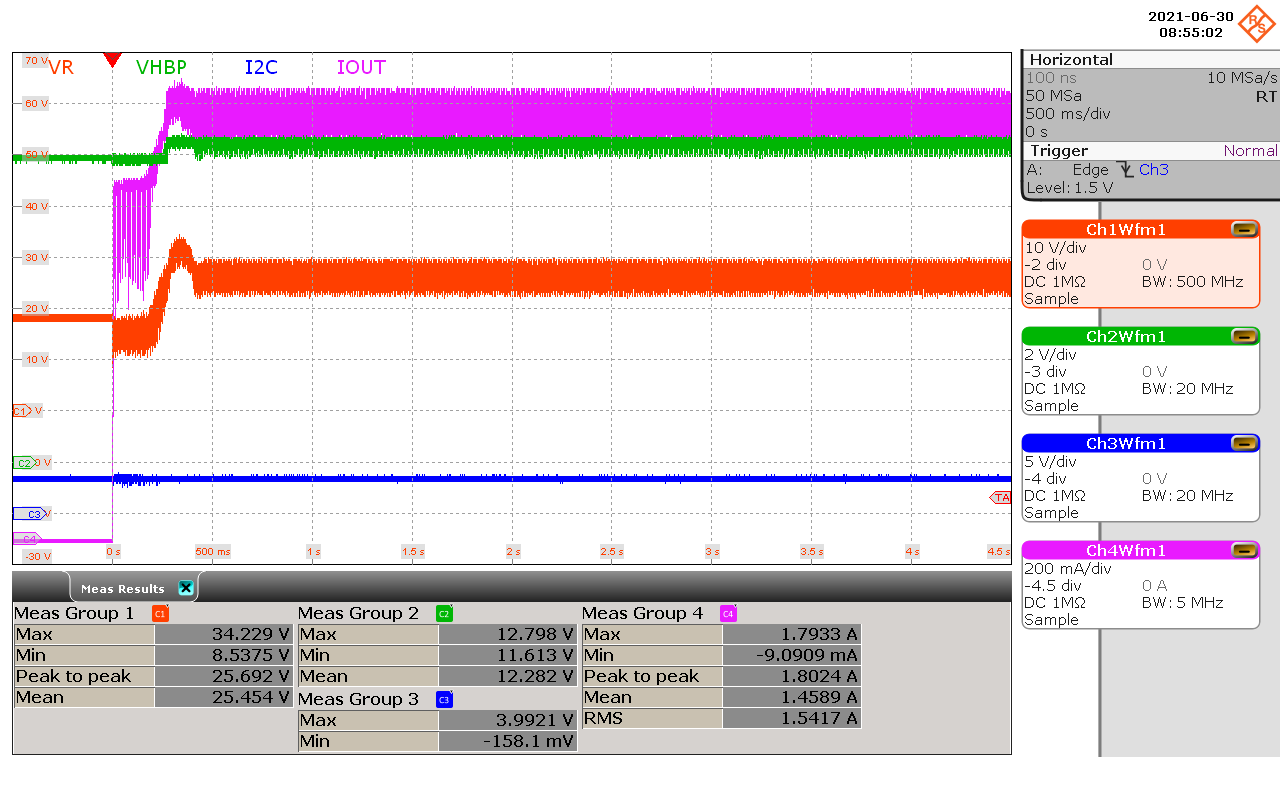 2021-06-30
08:55:02
R&S
VR VHBP I2C IOUT
70 V
60 V
50 V
40 V
30 V
20 V
10 V
C1 V
C2 0 V
C3 V
C4
-30 V
TA
0 s 500 ms 1 s 1.5 s 2 s 2.5 s 3 s 3.5 s 4 s 4.5 s
Horizontal
100 ns 10 MSa/s
50 MSa RT
500 ms/div
0 s
Trigger Normal
A: Edge Ch3
Level: 1.5 V
Ch1Wfm1
10 V/div
-2 div 0 V
DC 1MΩ BW: 500 MHz
Sample
Ch2Wfm1
2 V/div
-3 div 0 V
DC 1MΩ BW: 20 MHz
Sample
Ch3Wfm1
5 V/div
-4 div 0 V
DC 1MΩ BW: 20 MHz
Sample
Ch4Wfm1
200 mA/div
-4.5 div 0 A
DC 1MΩ BW: 5 MHz
Sample
Meas Results
Meas Group 1 C1
Max 34.229 V
Min 8.5375 V
Peak to peak 25.692 V
Mean 25.454 V
Meas Group 2 C2
Max 12.798 V
Min 11.613 V
Mean 12.282 V
Meas Group 3 C3
Max 3.9921 V
Min -158.1 mV
Meas Group 4 C4
Max 1.7933 A
Min -9.0909 mA
Peak to peak 1.8024 A
Mean 1.4589 A
RMS 1.5417 A